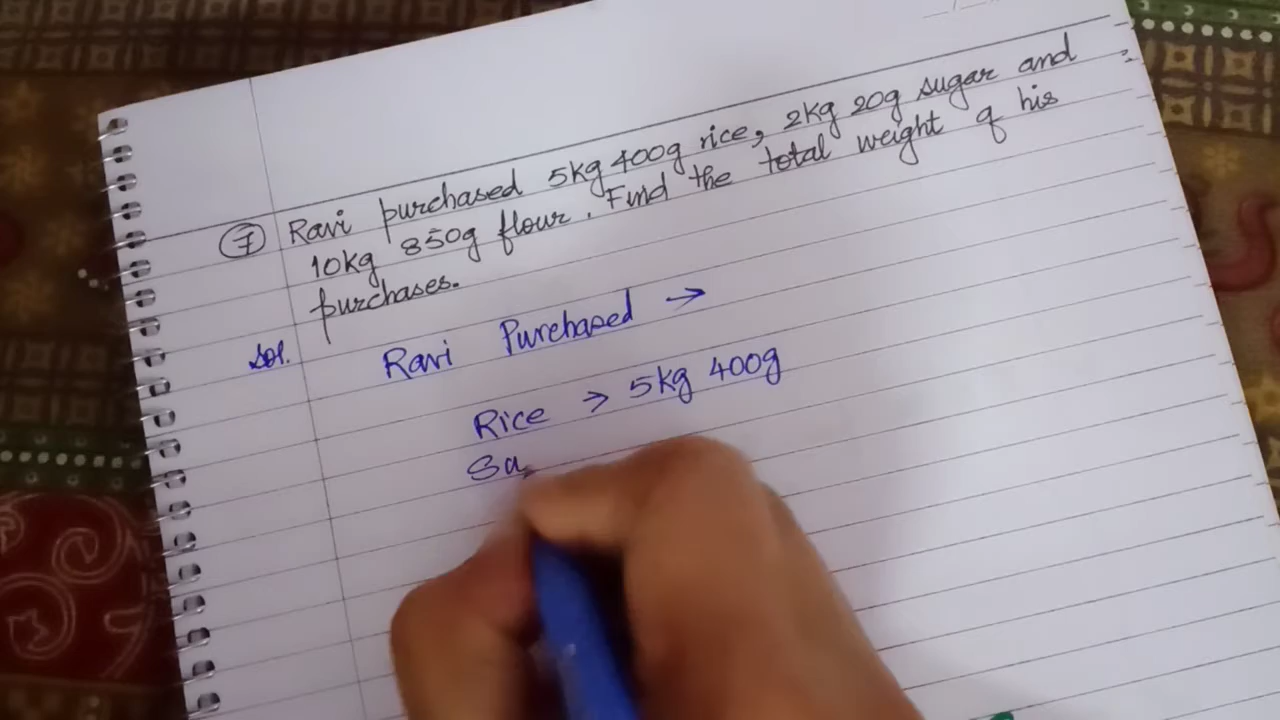 7 Ravi purchased 5kg 400g rice, 2kg 20g sugar and
10kg 850g flour. Find the total weight of his
purchases.
Sol. Ravi Purchased →
Rice → 5kg 400g
Su